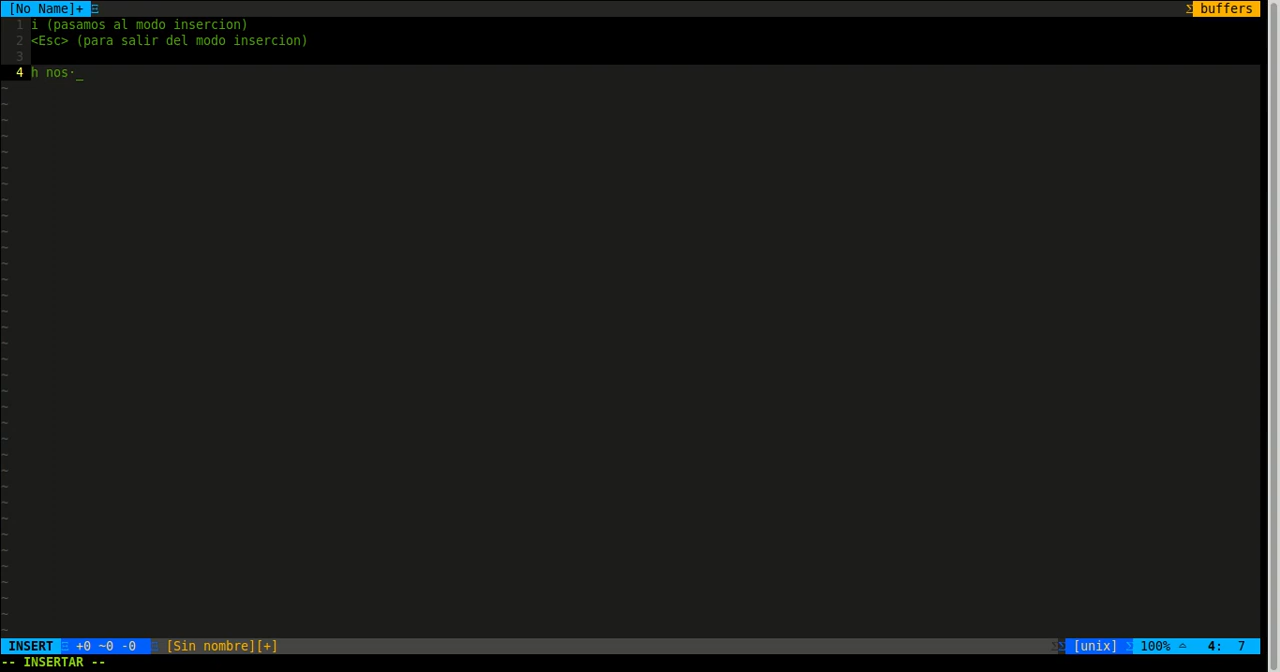 [No Name]+ buffers
1 i (pasamos al modo insercion)
2 <Esc> (para salir del modo insercion)
3
4 h nos·_
INSERT +0 ~0 -0 [Sin nombre][+] [unix] 100% 4: 7
-- INSERTAR --